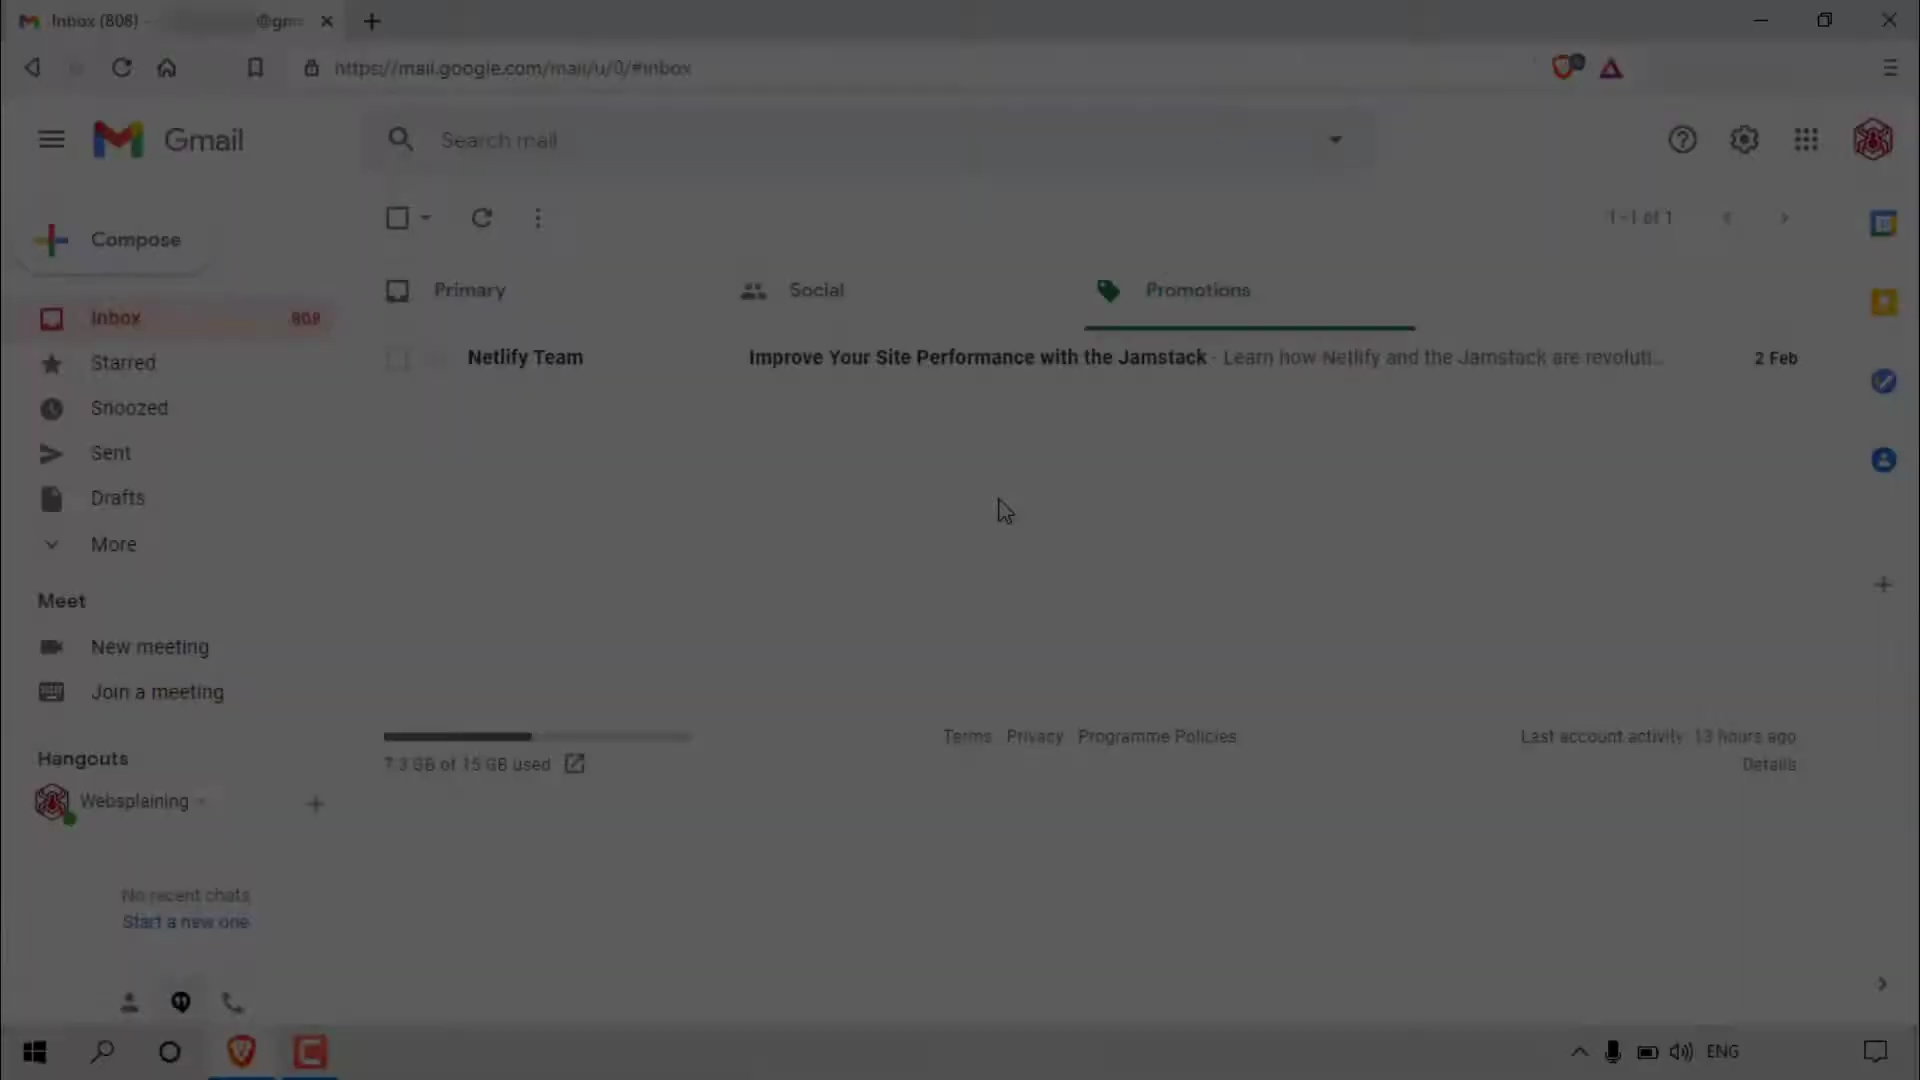 Inbox (808) -
@gm
https://mail.google.com/mail/u/0/#inbox
Gmail
Search mail
Compose
1–1 of 1
Primary
Social
Promotions
Inbox
808
Netlify Team
Improve Your Site Performance with the Jamstack - Learn how Netlify and the Jamstack are revoluti...
2 Feb
Starred
Snoozed
Sent
Drafts
More
Meet
New meeting
Join a meeting
Hangouts
Websplaining
No recent chats
Start a new one
7.3 GB of 15 GB used
Terms Privacy Programme Policies
Last account activity: 13 hours ago
Details
ENG